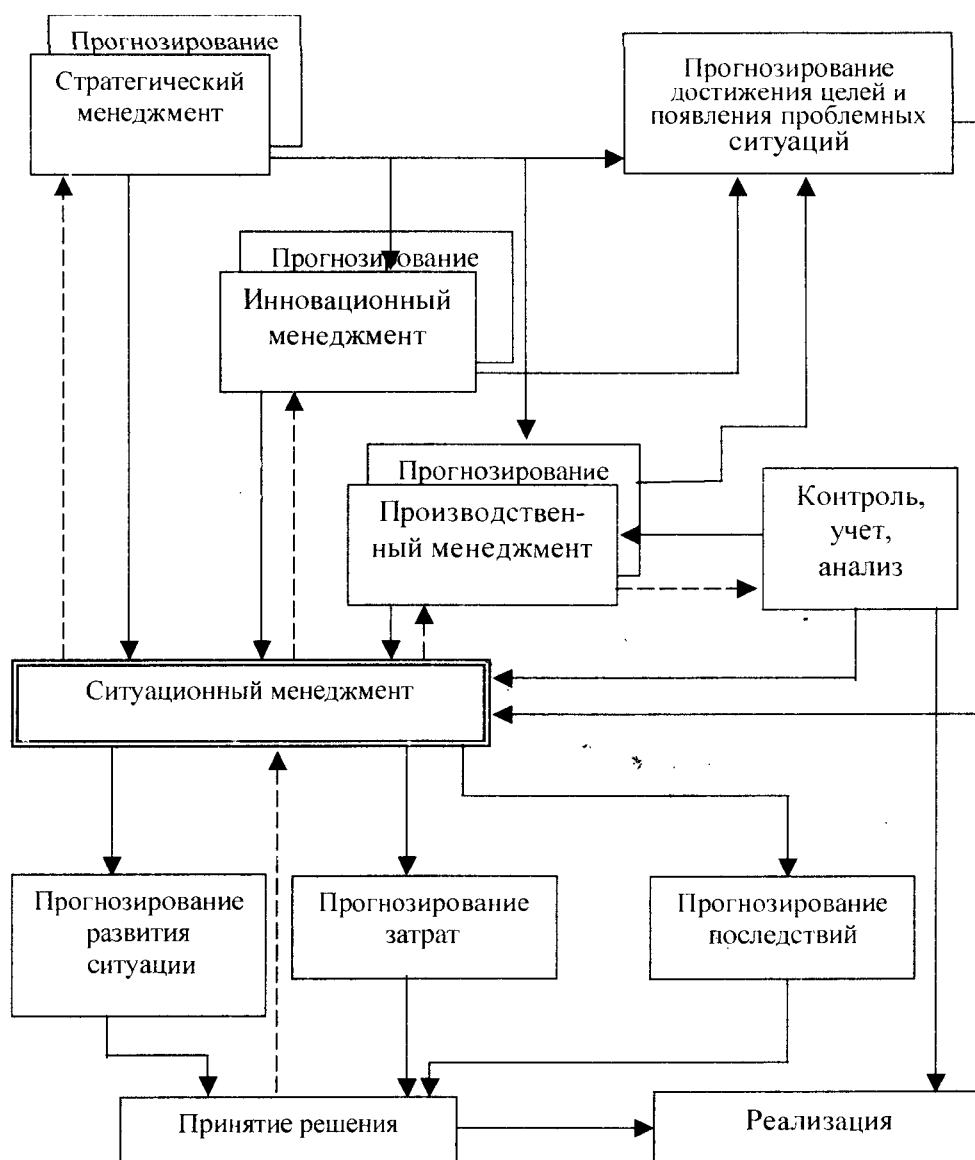 Прогнозирование
Стратегический
менеджмент
Прогнозирование
достижения целей и
появления проблемных
ситуаций
Прогнозирование
Инновационный
менеджмент
Прогнозирование
Производствен-
ный менеджмент
Контроль,
учет,
анализ
Ситуационный менеджмент
Прогнозирование
развития
ситуации
Прогнозирование
затрат
Прогнозирование
последствий
Принятие решения
Реализация